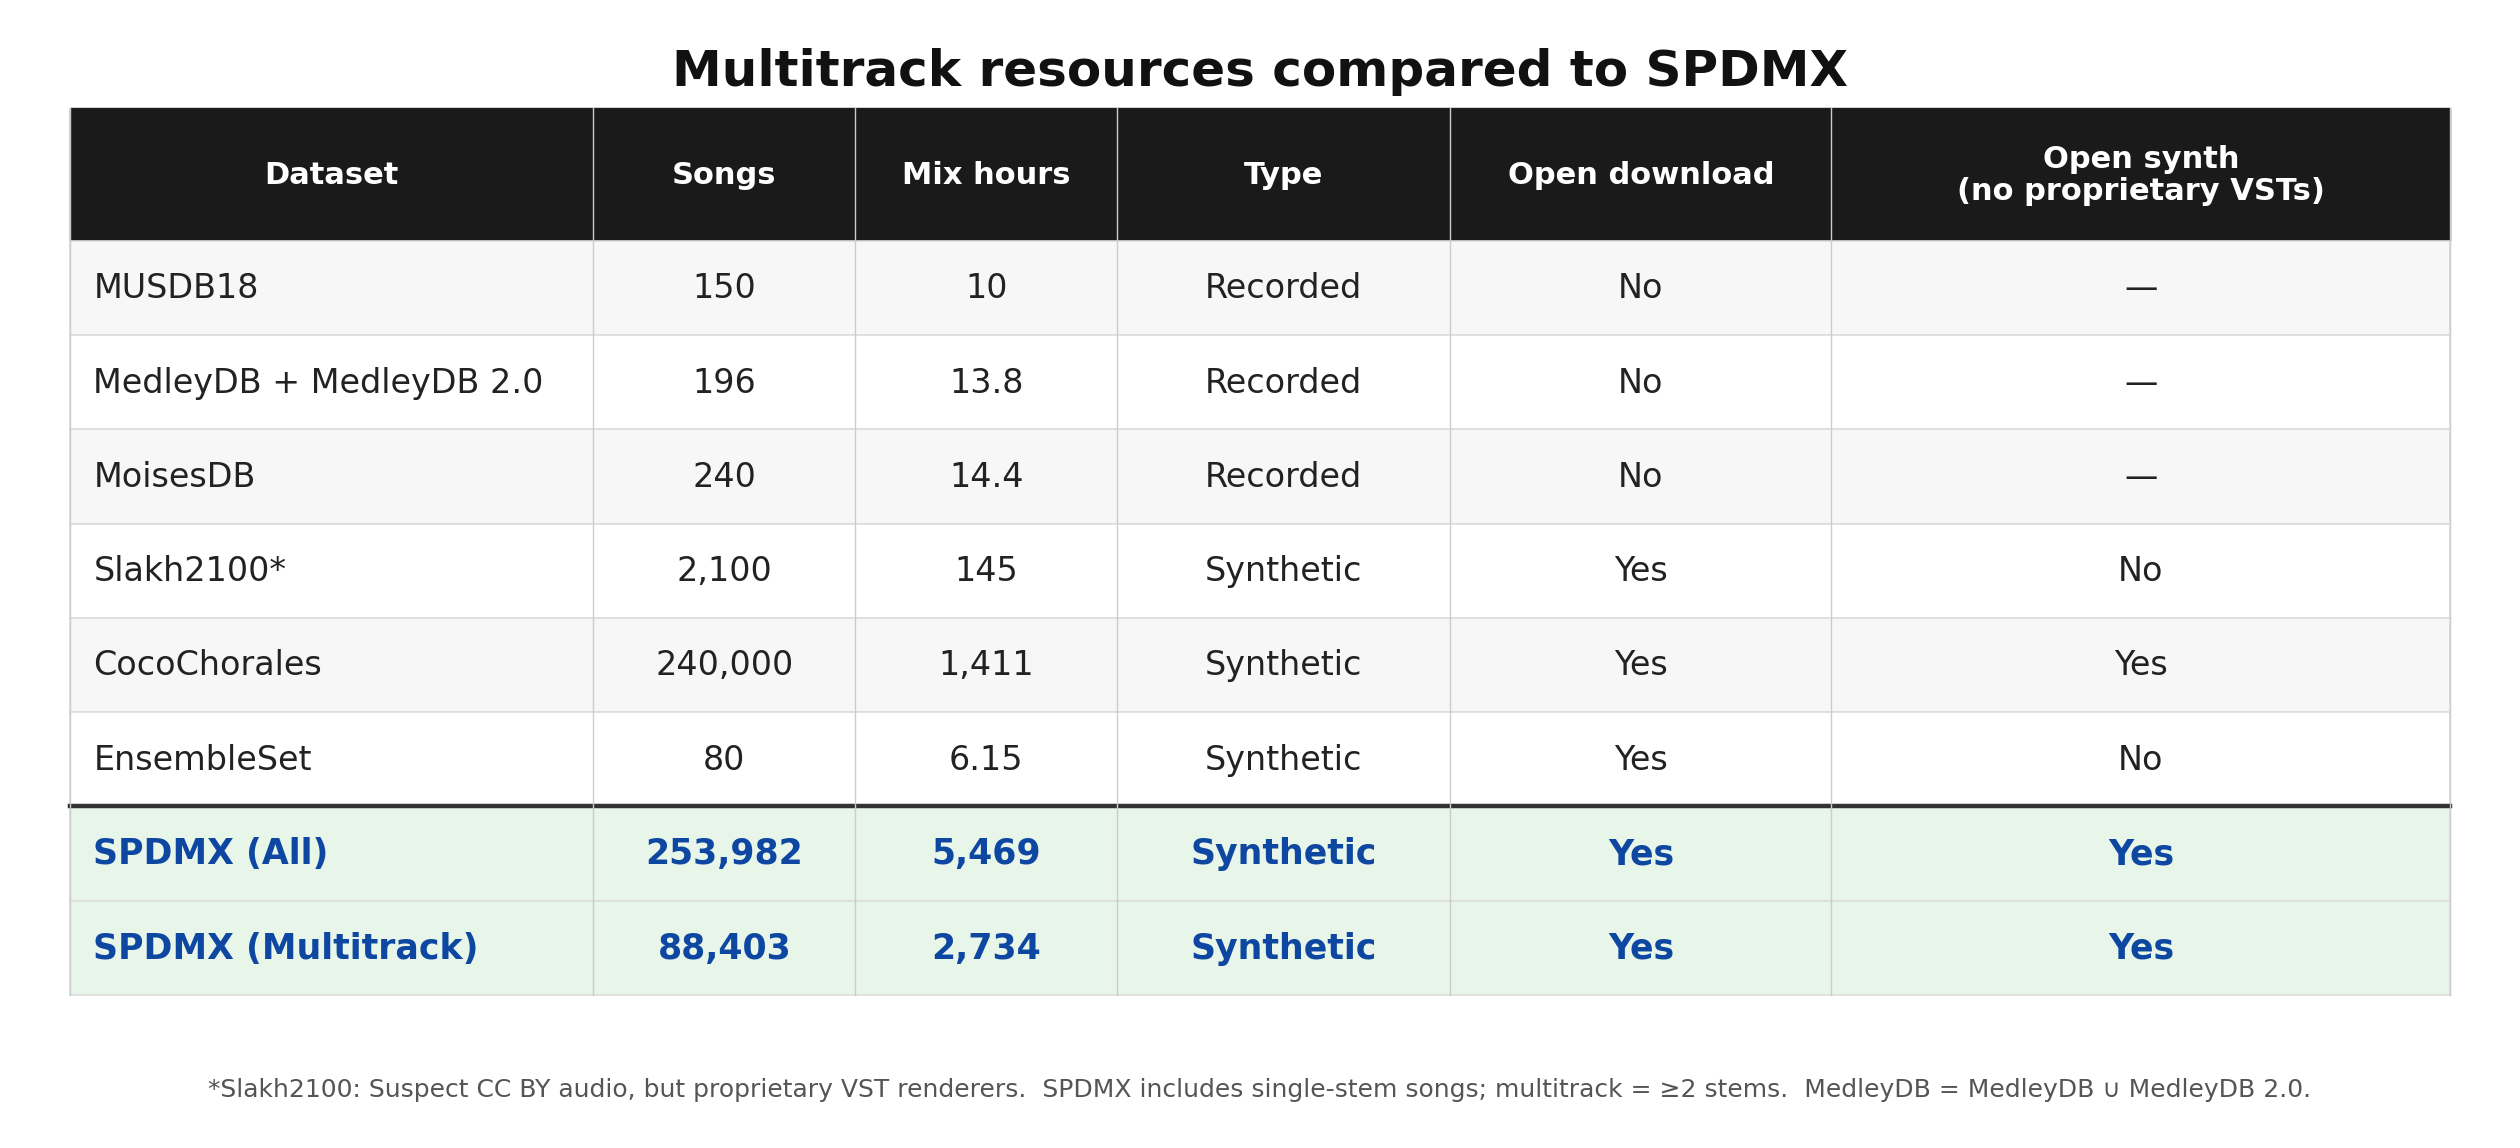 Multitrack resources compared to SPDMX
Dataset Songs Mix hours Type Open download Open synth (no proprietary VSTs)
MUSDB18 150 10 Recorded No —
MedleyDB + MedleyDB 2.0 196 13.8 Recorded No —
MoisesDB 240 14.4 Recorded No —
Slakh2100* 2,100 145 Synthetic Yes No
CocoChorales 240,000 1,411 Synthetic Yes Yes
EnsembleSet 80 6.15 Synthetic Yes No
SPDMX (All) 253,982 5,469 Synthetic Yes Yes
SPDMX (Multitrack) 88,403 2,734 Synthetic Yes Yes
*Slakh2100: Suspect CC BY audio, but proprietary VST renderers. SPDMX includes single-stem songs; multitrack = ≥2 stems. MedleyDB = MedleyDB ∪ MedleyDB 2.0.